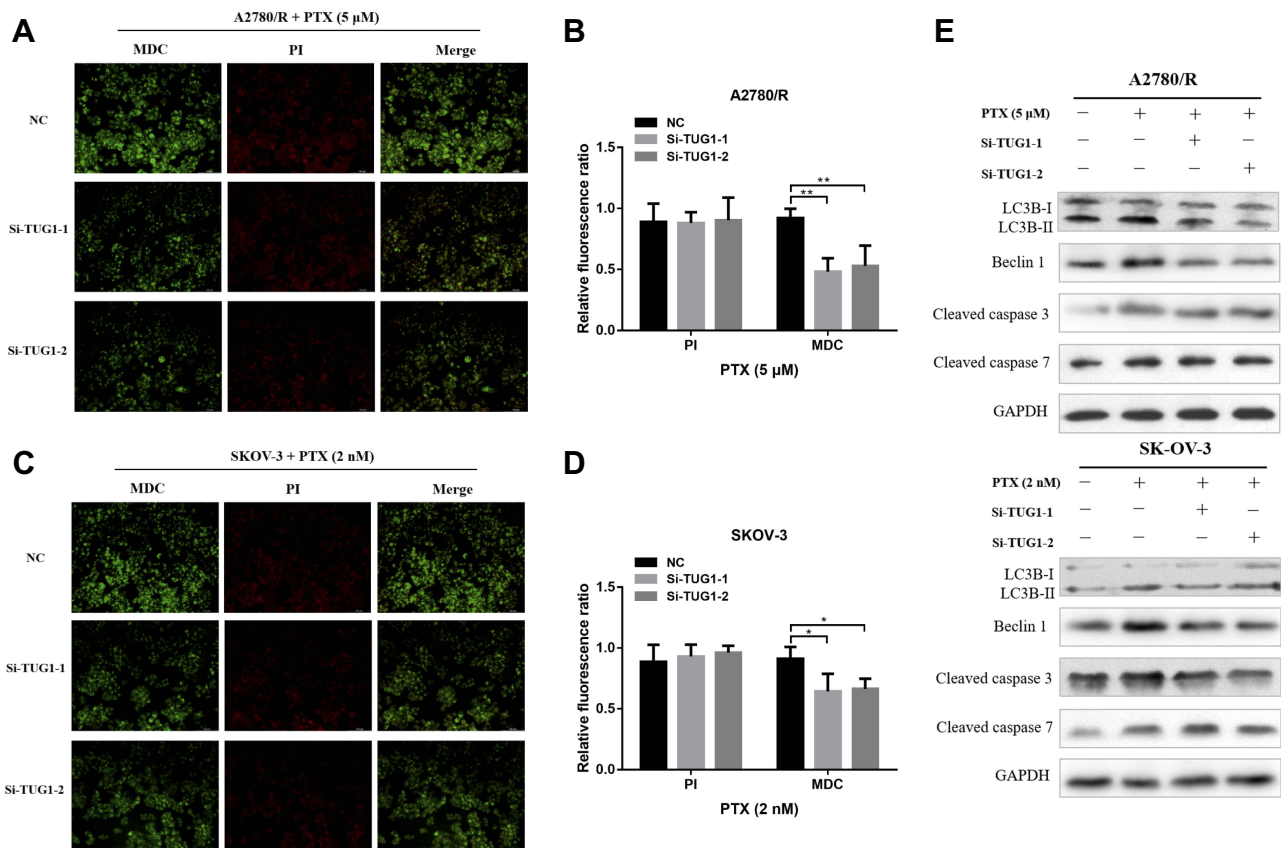 A
A2780/R + PTX (5 µM)
MDC PI Merge
NC
Si-TUG1-1
Si-TUG1-2
B
A2780/R
NC
Si-TUG1-1
Si-TUG1-2
Relative fluorescence ratio
1.5
1.0
0.5
0.0
** **
PI MDC
PTX (5 µM)
C
SKOV-3 + PTX (2 nM)
MDC PI Merge
NC
Si-TUG1-1
Si-TUG1-2
D
SKOV-3
NC
Si-TUG1-1
Si-TUG1-2
Relative fluorescence ratio
1.5
1.0
0.5
0.0
* *
PI MDC
PTX (2 nM)
E
A2780/R
PTX (5 µM) − + + +
Si-TUG1-1 − − + −
Si-TUG1-2 − − − +
LC3B-I
LC3B-II
Beclin 1
Cleaved caspase 3
Cleaved caspase 7
GAPDH
SK-OV-3
PTX (2 nM) − + + +
Si-TUG1-1 − − + −
Si-TUG1-2 − − − +
LC3B-I
LC3B-II
Beclin 1
Cleaved caspase 3
Cleaved caspase 7
GAPDH